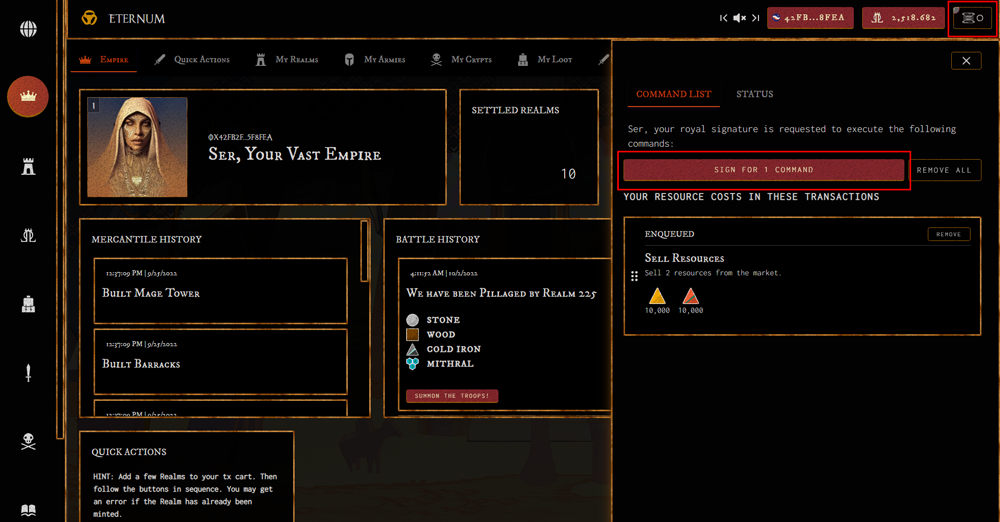 ETERNUM
42FB...8FEA
2,518.682
0
Empire
Quick Actions
My Realms
My Armies
My Crypts
My Loot
1
0X42FB2F...5F8FEA
Ser, Your Vast Empire
SETTLED REALMS
10
MERCANTILE HISTORY
12:37:09 PM | 9/25/2022
Built Mage Tower
12:37:09 PM | 9/25/2022
Built Barracks
12:37:09 PM | 9/25/2022
BATTLE HISTORY
4:11:52 AM | 10/2/2022
We have been Pillaged by Realm 225
STONE
WOOD
COLD IRON
MITHRAL
SUMMON THE TROOPS!
QUICK ACTIONS
HINT: Add a few Realms to your tx cart. Then
follow the buttons in sequence. You may get
an error if the Realm has already been
minted.
COMMAND LIST
STATUS
Ser, your royal signature is requested to execute the following
commands:
SIGN FOR 1 COMMAND
REMOVE ALL
YOUR RESOURCE COSTS IN THESE TRANSACTIONS
ENQUEUED
REMOVE
Sell Resources
Sell 2 resources from the market.
10,000
10,000